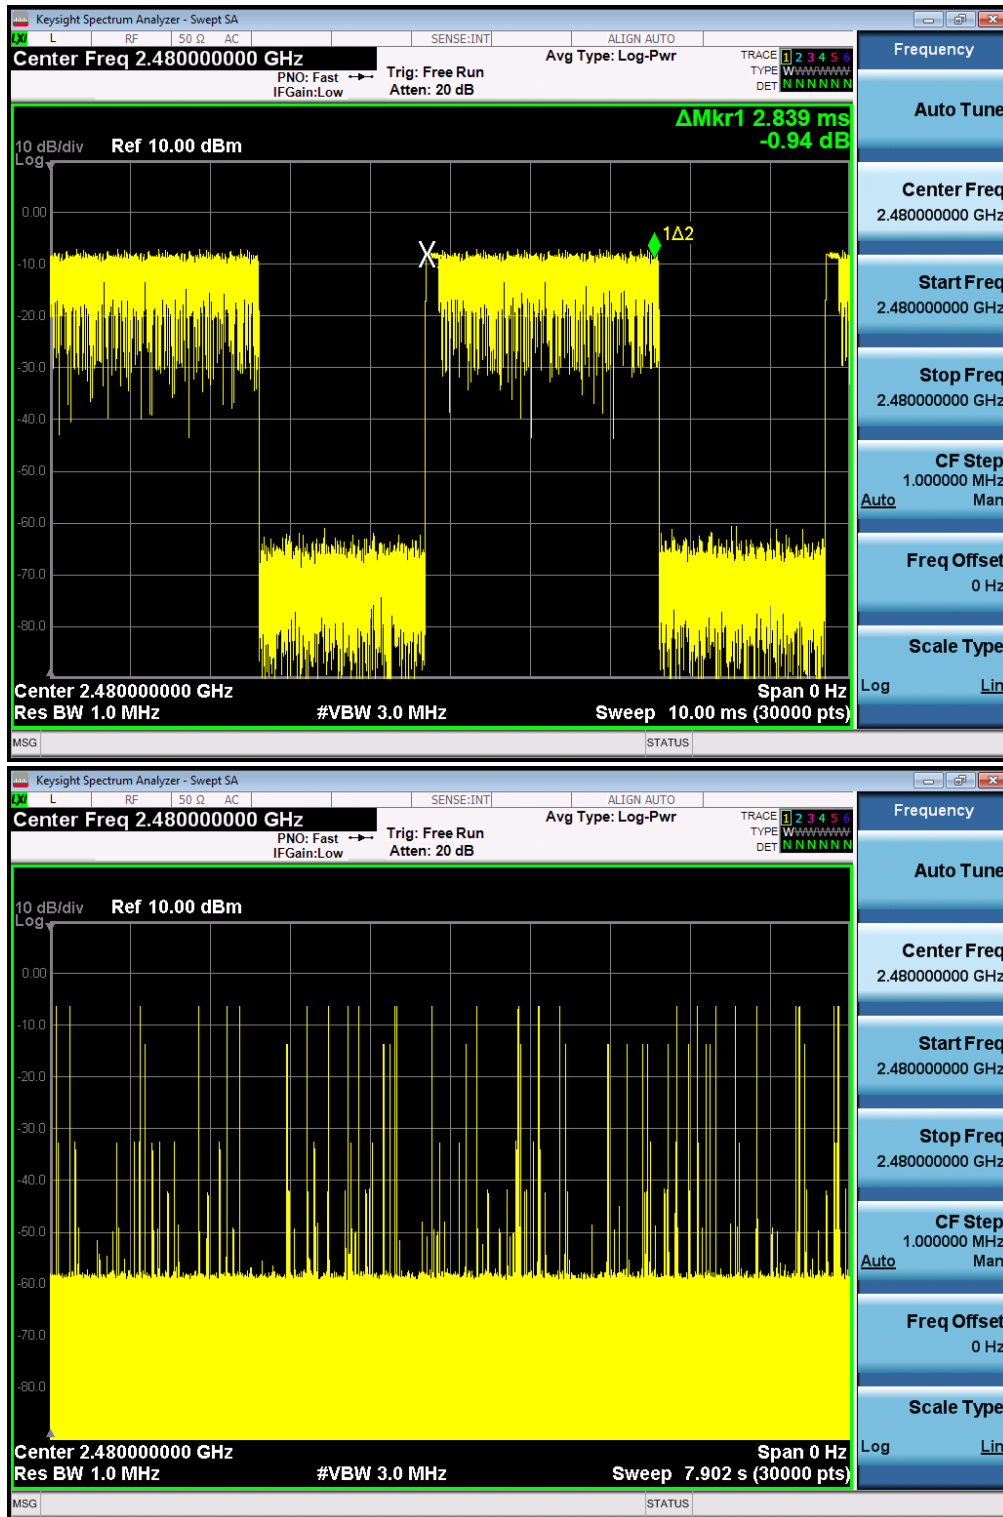 Keysight Spectrum Analyzer - Swept SA
LXI L RF 50 Ω AC SENSE:INT ALIGN AUTO
Center Freq 2.480000000 GHz
PNO: Fast
IFGain:Low
Trig: Free Run
Atten: 20 dB
Avg Type: Log-Pwr
TRACE 1 2 3 4 5 6
TYPE WWWWWW
DET N N N N N N
ΔMkr1 2.839 ms
-0.94 dB
10 dB/div Ref 10.00 dBm
Log
0.00
-10.0
-20.0
-30.0
-40.0
-50.0
-60.0
-70.0
-80.0
X
1Δ2
Center 2.480000000 GHz Span 0 Hz
Res BW 1.0 MHz #VBW 3.0 MHz Sweep 10.00 ms (30000 pts)
MSG STATUS
Frequency
Auto Tune
Center Freq
2.480000000 GHz
Start Freq
2.480000000 GHz
Stop Freq
2.480000000 GHz
CF Step
1.000000 MHz
Auto Man
Freq Offset
0 Hz
Scale Type
Log Lin
Keysight Spectrum Analyzer - Swept SA
LXI L RF 50 Ω AC SENSE:INT ALIGN AUTO
Center Freq 2.480000000 GHz
PNO: Fast
IFGain:Low
Trig: Free Run
Atten: 20 dB
Avg Type: Log-Pwr
TRACE 1 2 3 4 5 6
TYPE WWWWWW
DET N N N N N N
10 dB/div Ref 10.00 dBm
Log
0.00
-10.0
-20.0
-30.0
-40.0
-50.0
-60.0
-70.0
-80.0
Center 2.480000000 GHz Span 0 Hz
Res BW 1.0 MHz #VBW 3.0 MHz Sweep 7.902 s (30000 pts)
MSG STATUS
Frequency
Auto Tune
Center Freq
2.480000000 GHz
Start Freq
2.480000000 GHz
Stop Freq
2.480000000 GHz
CF Step
1.000000 MHz
Auto Man
Freq Offset
0 Hz
Scale Type
Log Lin